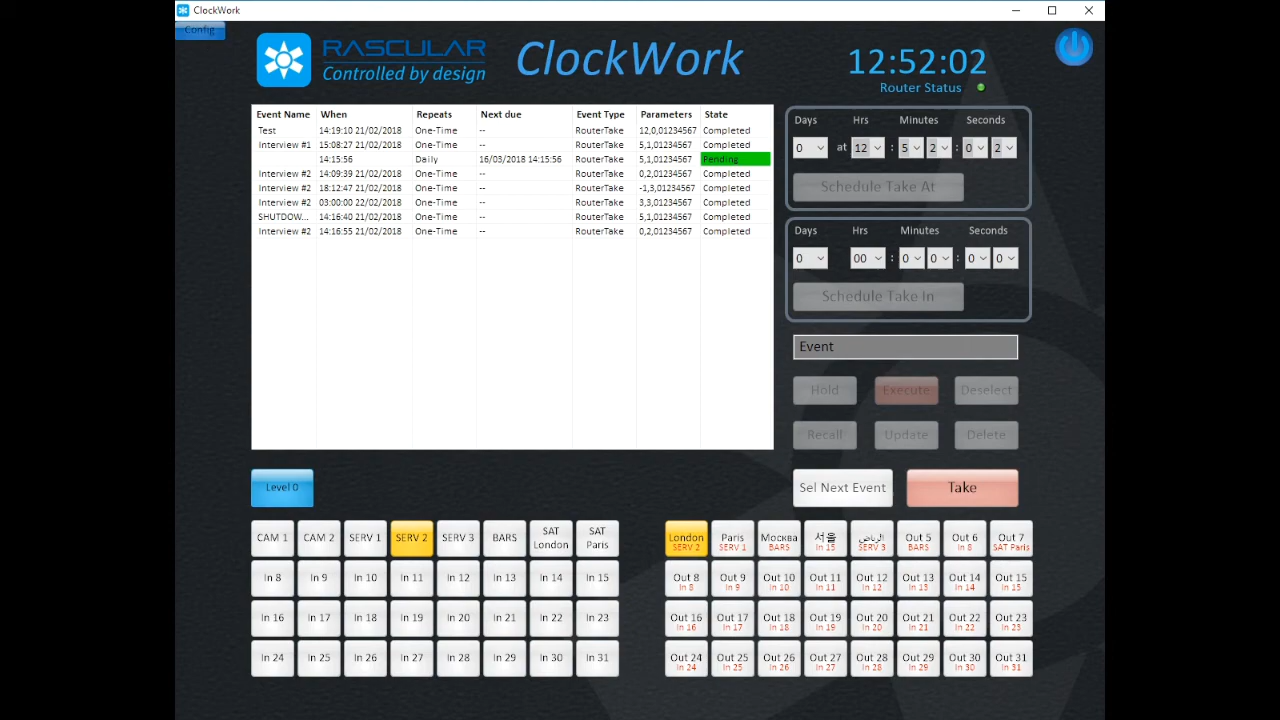 ClockWork
Config
RASCULAR
Controlled by design
ClockWork
12:52:02
Router Status
Event Name When Repeats Next due Event Type Parameters State
Test 14:19:10 21/02/2018 One-Time -- RouterTake 12,0,01234567 Completed
Interview #1 15:08:27 21/02/2018 One-Time -- RouterTake 5,1,01234567 Completed
14:15:56 Daily 16/03/2018 14:15:56 RouterTake 5,1,01234567 Pending
Interview #2 14:09:39 21/02/2018 One-Time -- RouterTake 0,2,01234567 Completed
Interview #2 18:12:47 21/02/2018 One-Time -- RouterTake -1,3,01234567 Completed
Interview #2 03:00:00 22/02/2018 One-Time -- RouterTake 3,3,01234567 Completed
SHUTDOW... 14:16:40 21/02/2018 One-Time -- RouterTake 5,1,01234567 Completed
Interview #2 14:16:55 21/02/2018 One-Time -- RouterTake 0,2,01234567 Completed
Days Hrs Minutes Seconds
0 at 12 : 5 2 : 0 2
Schedule Take At
Days Hrs Minutes Seconds
0 00 : 0 0 : 0 0
Schedule Take In
Event
Hold Execute Deselect
Recall Update Delete
Level 0
Sel Next Event Take
CAM 1 CAM 2 SERV 1 SERV 2 SERV 3 BARS SAT London SAT Paris
In 8 In 9 In 10 In 11 In 12 In 13 In 14 In 15
In 16 In 17 In 18 In 19 In 20 In 21 In 22 In 23
In 24 In 25 In 26 In 27 In 28 In 29 In 30 In 31
London Paris Москва 서울 الرياض Out 5 Out 6 Out 7
SERV 2 SERV 1 BARS In 15 SERV 3 BARS In 8 SAT Paris
Out 8 Out 9 Out 10 Out 11 Out 12 Out 13 Out 14 Out 15
In 8 In 9 In 10 In 11 In 12 In 13 In 14 In 15
Out 16 Out 17 Out 18 Out 19 Out 20 Out 21 Out 22 Out 23
In 16 In 17 In 18 In 19 In 20 In 21 In 22 In 23
Out 24 Out 25 Out 26 Out 27 Out 28 Out 29 Out 30 Out 31
In 24 In 25 In 26 In 27 In 28 In 29 In 30 In 31